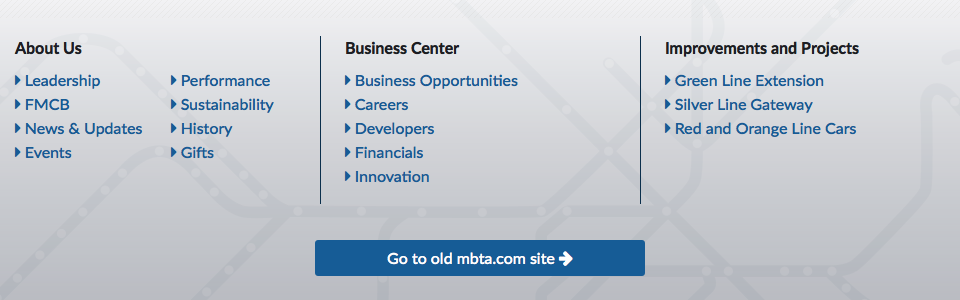 About Us
Leadership
FMCB
News & Updates
Events
Performance
Sustainability
History
Gifts
Business Center
Business Opportunities
Careers
Developers
Financials
Innovation
Improvements and Projects
Green Line Extension
Silver Line Gateway
Red and Orange Line Cars
Go to old mbta.com site